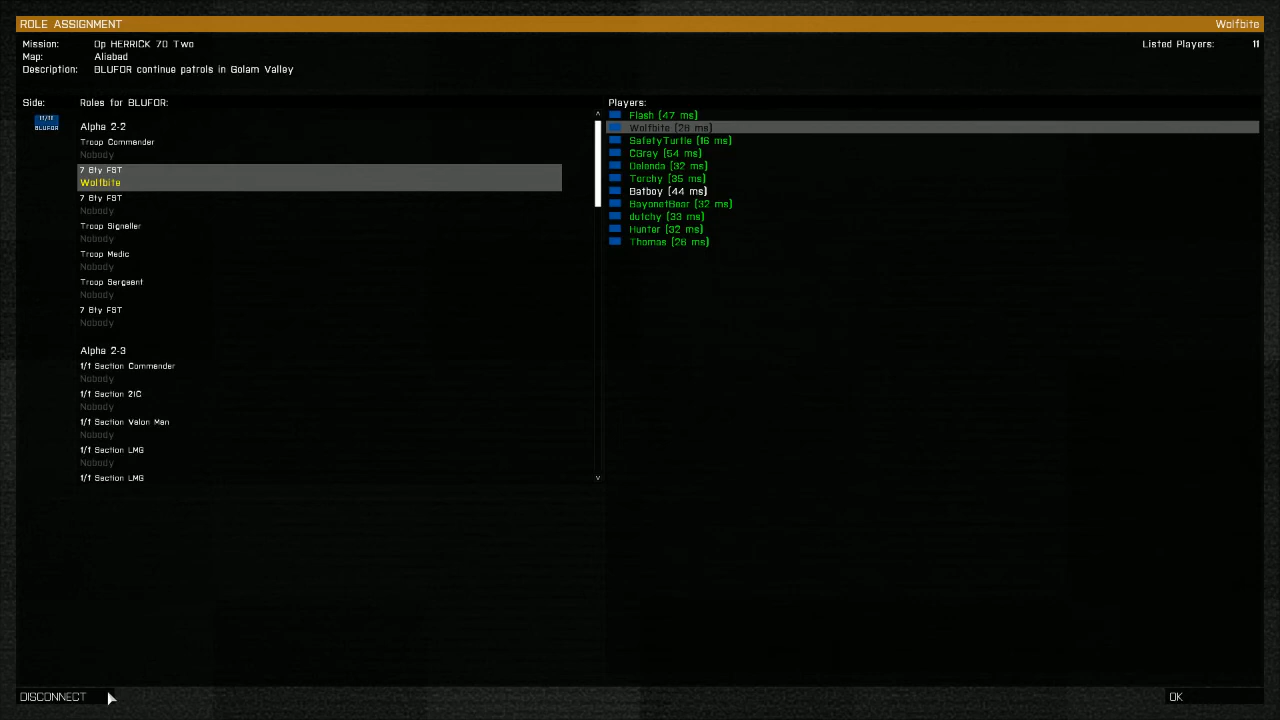 ROLE ASSIGNMENT
Wolfbite
Mission: Op HERRICK 70 Two
Listed Players: 11
Map: Aliabad
Description: BLUFOR continue patrols in Golam Valley
Side:
11/11
BLUFOR
Roles for BLUFOR:
Alpha 2-2
Troop Commander
Nobody
7 Bty FST
Wolfbite
7 Bty FST
Nobody
Troop Signaller
Nobody
Troop Medic
Nobody
Troop Sergeant
Nobody
7 Bty FST
Nobody
Alpha 2-3
1/1 Section Commander
Nobody
1/1 Section 2IC
Nobody
1/1 Section Valon Man
Nobody
1/1 Section LMG
Nobody
1/1 Section LMG
Players:
Flash (47 ms)
Wolfbite (28 ms)
SafetyTurtle (16 ms)
CGray (54 ms)
Delondo (32 ms)
Torchy (35 ms)
Batboy (44 ms)
BayonetBear (32 ms)
dutchy (33 ms)
Hunter (32 ms)
Thomas (26 ms)
DISCONNECT
OK